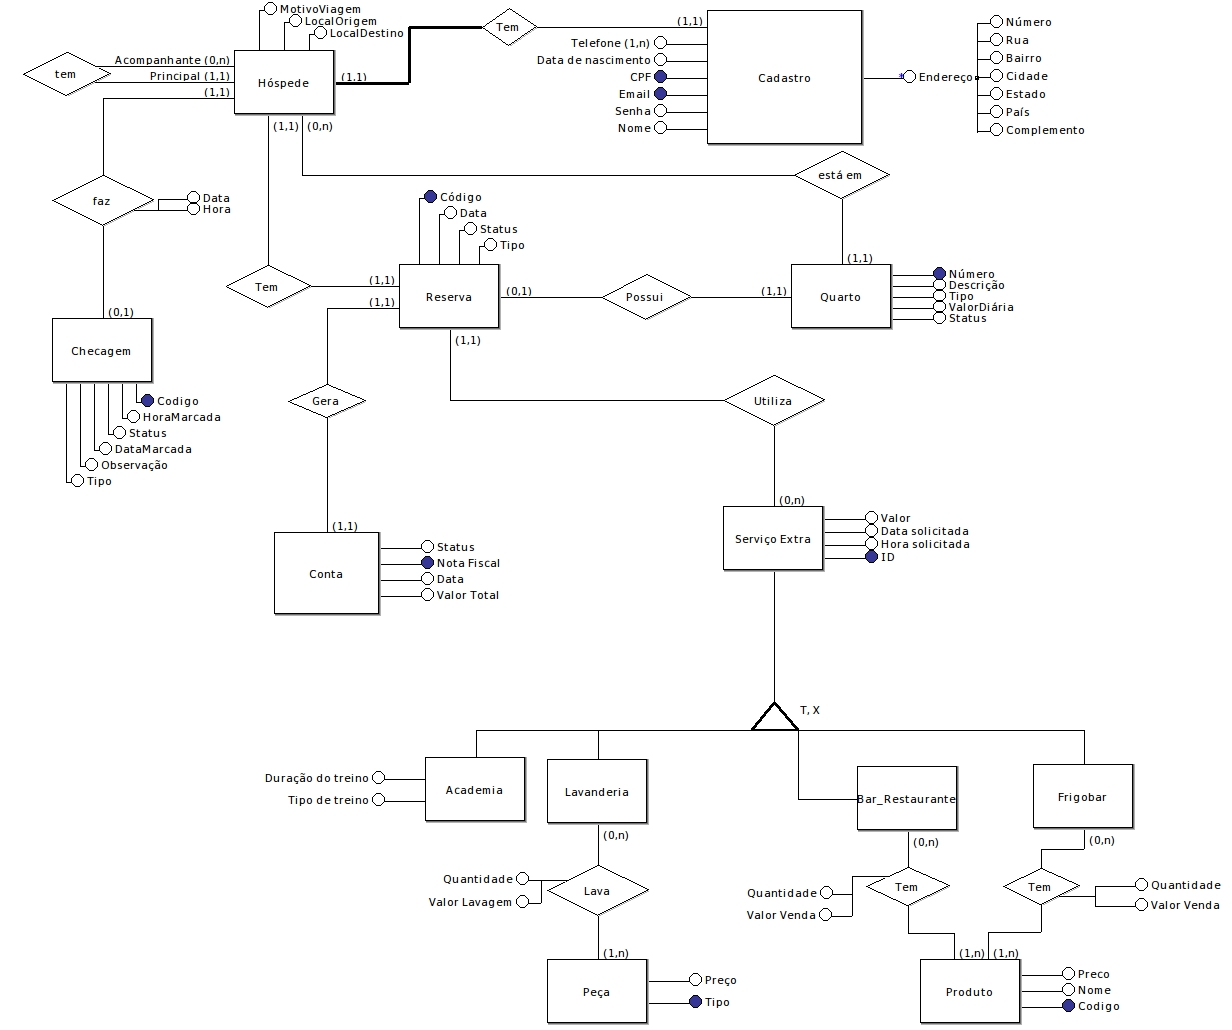 MotivoViagem
LocalOrigem
LocalDestino
tem
Acompanhante (0,n)
Principal (1,1)
(1,1)
Hóspede
(1,1)
(1,1)
(0,n)
Tem
(1,1)
Telefone (1,n)
Data de nascimento
CPF
Email
Senha
Nome
Cadastro
* Endereço
Número
Rua
Bairro
Cidade
Estado
País
Complemento
está em
(1,1)
faz
Data
Hora
(0,1)
Checagem
Codigo
HoraMarcada
Status
DataMarcada
Observação
Tipo
Tem
(1,1)
(1,1)
Código
Data
Status
Tipo
Reserva
(0,1)
(1,1)
Possui
(1,1)
Quarto
Número
Descrição
Tipo
ValorDiária
Status
Gera
(1,1)
Conta
Status
Nota Fiscal
Data
Valor Total
Utiliza
(0,n)
Serviço Extra
Valor
Data solicitada
Hora solicitada
ID
T, X
Duração do treino
Tipo de treino
Academia
Lavanderia
(0,n)
Bar_Restaurante
(0,n)
Frigobar
(0,n)
Quantidade
Valor Lavagem
Lava
(1,n)
Peça
Preço
Tipo
Quantidade
Valor Venda
Tem
Tem
Quantidade
Valor Venda
(1,n)
(1,n)
Produto
Preco
Nome
Codigo